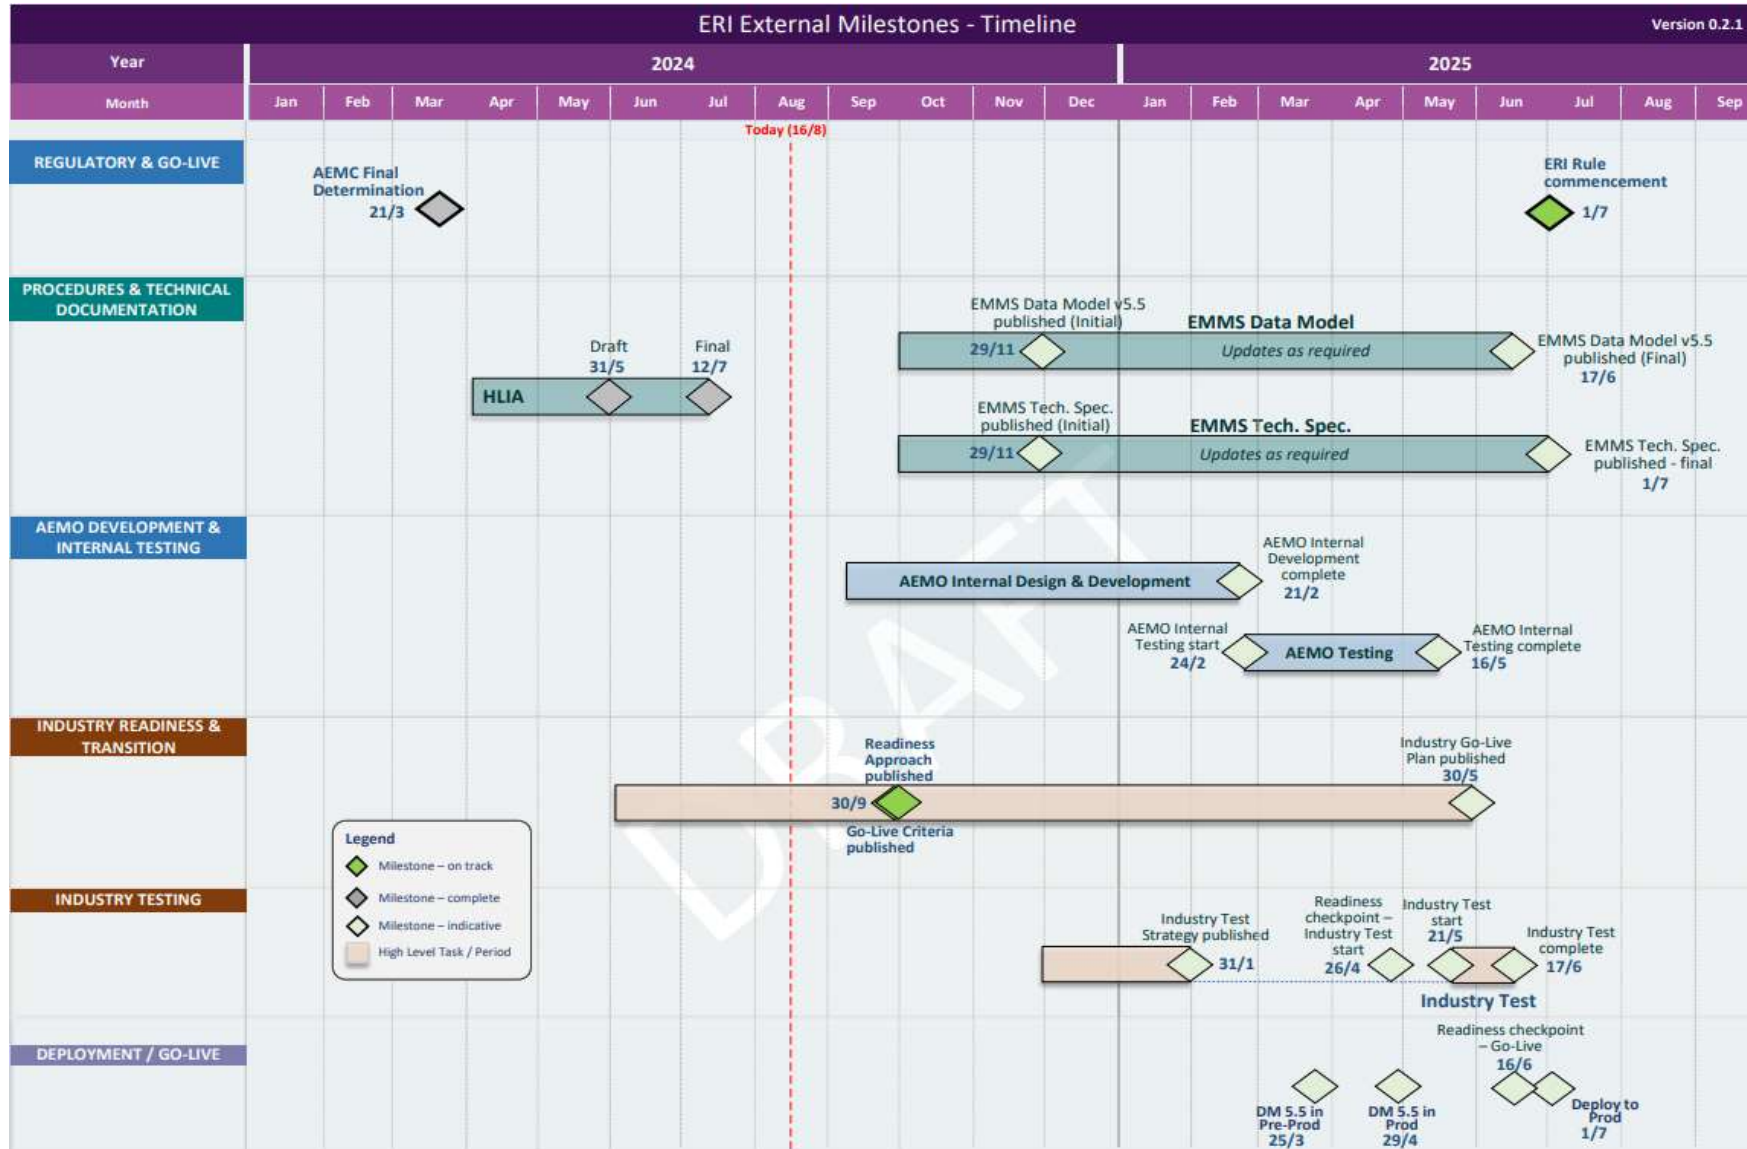 ERI External Milestones - Timeline
Version 0.2.1
Year
2024
2025
Month
Jan Feb Mar Apr May Jun Jul Aug Sep Oct Nov Dec Jan Feb Mar Apr May Jun Jul Aug Sep
Today (16/8)
REGULATORY & GO-LIVE
AEMC Final
Determination
21/3
ERI Rule
commencement
1/7
PROCEDURES & TECHNICAL
DOCUMENTATION
Draft
31/5
Final
12/7
HLIA
EMMS Data Model v5.5
published (Initial)
29/11
EMMS Data Model
Updates as required
EMMS Data Model v5.5
published (Final)
17/6
EMMS Tech. Spec.
published (Initial)
29/11
EMMS Tech. Spec.
Updates as required
EMMS Tech. Spec.
published - final
1/7
AEMO DEVELOPMENT &
INTERNAL TESTING
AEMO Internal Design & Development
AEMO Internal
Development
complete
21/2
AEMO Internal
Testing start
24/2
AEMO Testing
AEMO Internal
Testing complete
16/5
INDUSTRY READINESS &
TRANSITION
Readiness
Approach
published
30/9
Go-Live Criteria
published
Industry Go-Live
Plan published
30/5
Legend
Milestone – on track
Milestone – complete
Milestone – indicative
High Level Task / Period
INDUSTRY TESTING
Industry Test
Strategy published
31/1
Readiness
checkpoint –
Industry Test
start
26/4
Industry Test
start
21/5
Industry Test
complete
17/6
Industry Test
DEPLOYMENT / GO-LIVE
Readiness checkpoint
– Go-Live
16/6
DM 5.5 in
Pre-Prod
25/3
DM 5.5 in
Prod
29/4
Deploy to
Prod
1/7
DRAFT